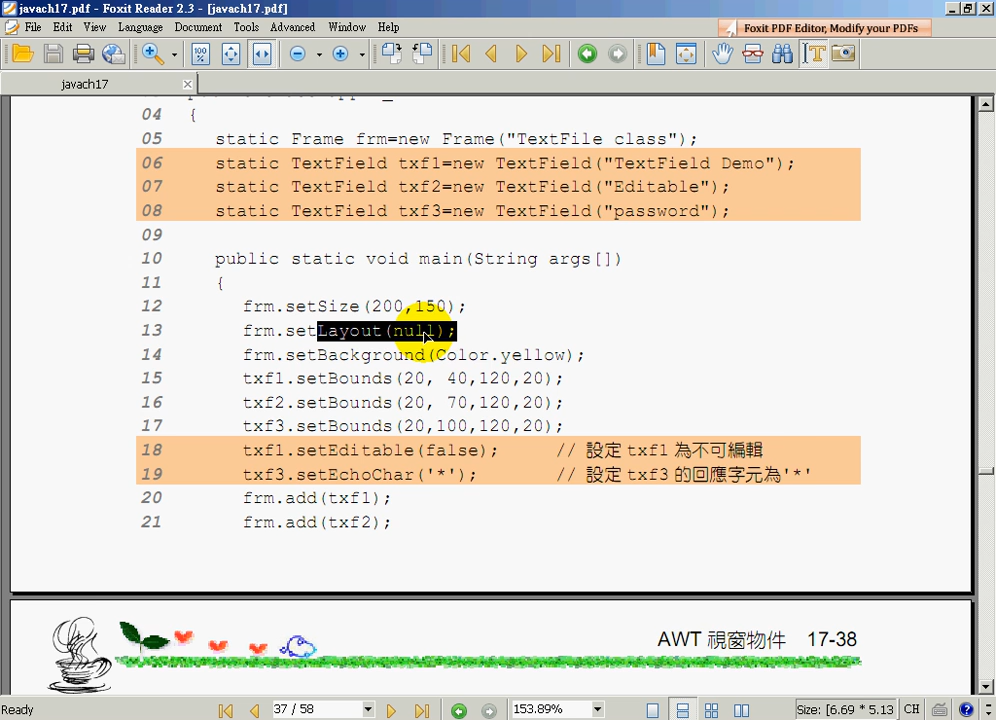 javach17.pdf - Foxit Reader 2.3 - [javach17.pdf]
File Edit View Language Document Tools Advanced Window Help
Foxit PDF Editor, Modify your PDFs
javach17
04 {
05 static Frame frm=new Frame("TextFile class");
06 static TextField txf1=new TextField("TextField Demo");
07 static TextField txf2=new TextField("Editable");
08 static TextField txf3=new TextField("password");
09
10 public static void main(String args[])
11 {
12 frm.setSize(200,150);
13 frm.setLayout(null);
14 frm.setBackground(Color.yellow);
15 txf1.setBounds(20, 40,120,20);
16 txf2.setBounds(20, 70,120,20);
17 txf3.setBounds(20,100,120,20);
18 txf1.setEditable(false); // 設定 txf1 為不可編輯
19 txf3.setEchoChar('*'); // 設定 txf3 的回應字元為'*'
20 frm.add(txf1);
21 frm.add(txf2);
AWT 視窗物件 17-38
Ready 37 / 58 153.89% Size: [6.69 * 5.13 CH